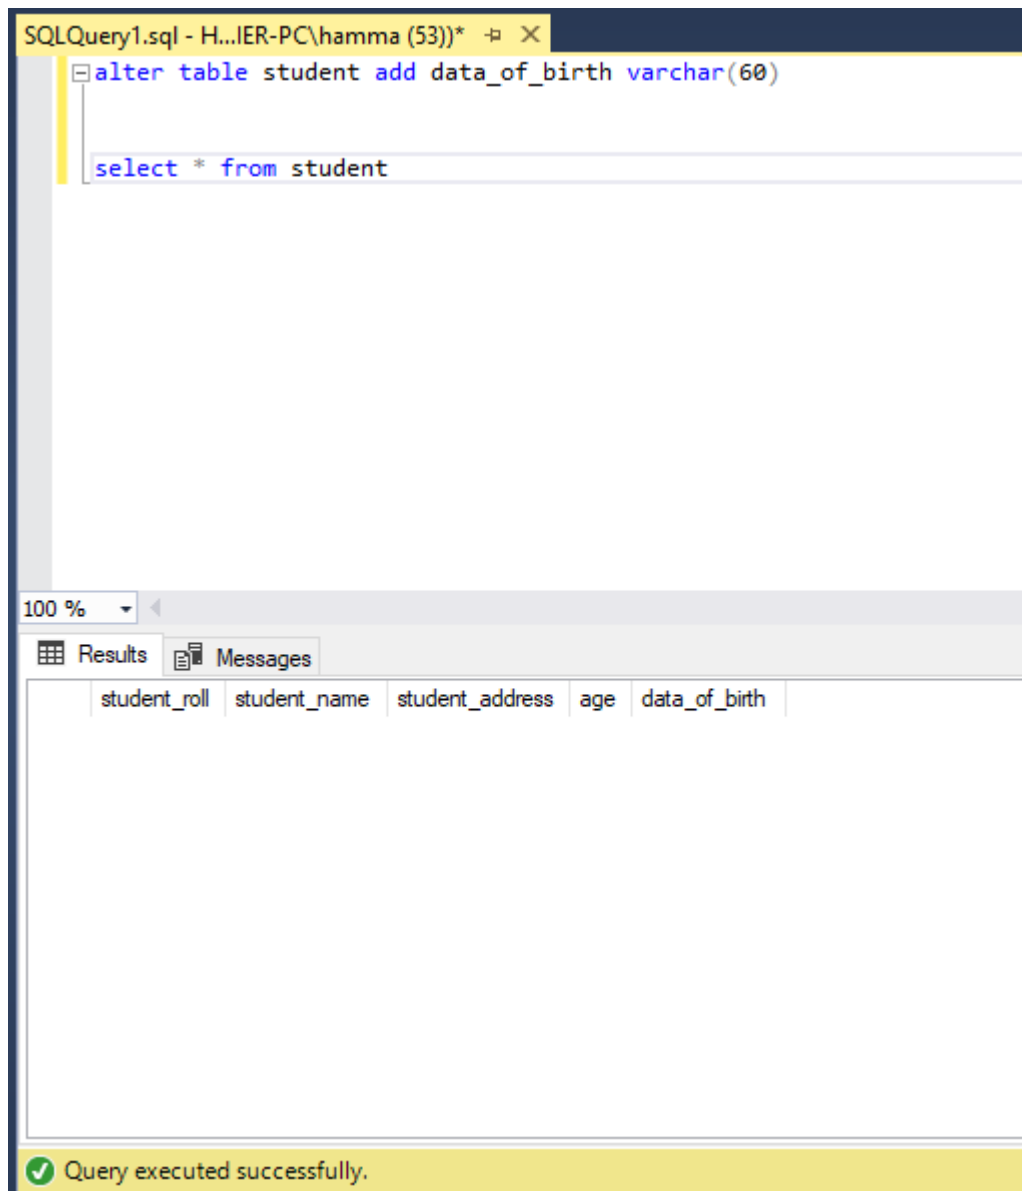 SQLQuery1.sql - H...IER-PC\hamma (53))*
alter table student add data_of_birth varchar(60)
select * from student
100 %
Results Messages
student_roll student_name student_address age data_of_birth
Query executed successfully.